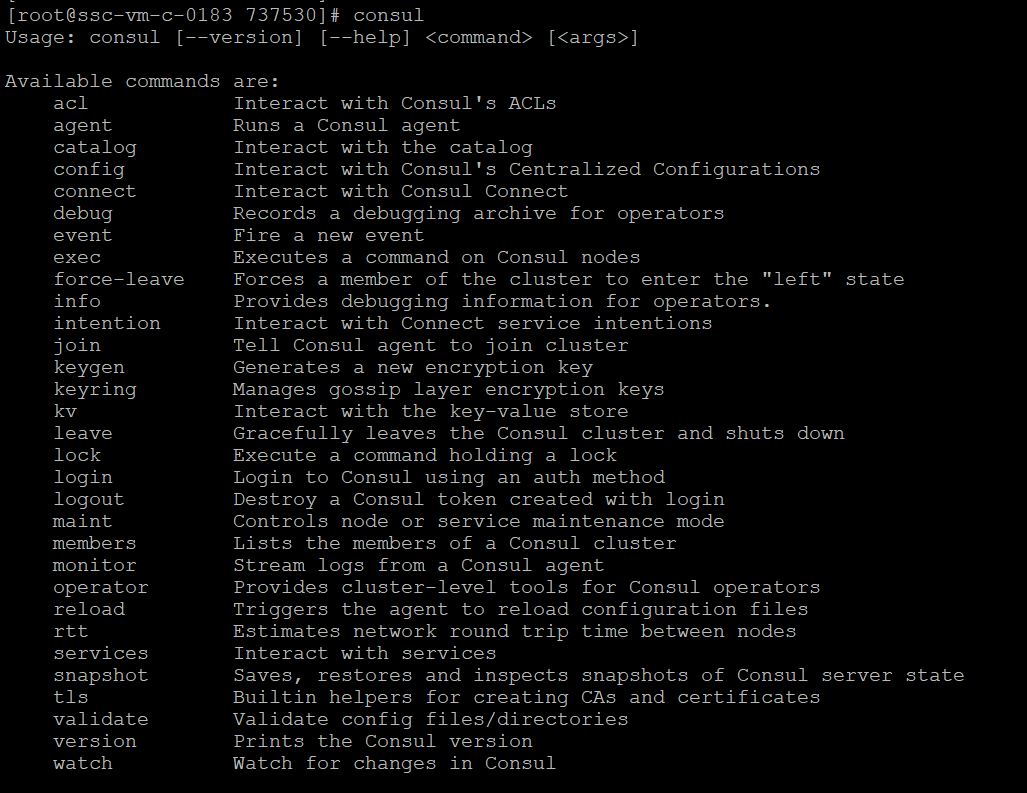 [root@ssc-vm-c-0183 737530]# consul
Usage: consul [--version] [--help] <command> [<args>]

Available commands are:
    acl            Interact with Consul's ACLs
    agent          Runs a Consul agent
    catalog        Interact with the catalog
    config         Interact with Consul's Centralized Configurations
    connect        Interact with Consul Connect
    debug          Records a debugging archive for operators
    event          Fire a new event
    exec           Executes a command on Consul nodes
    force-leave    Forces a member of the cluster to enter the "left" state
    info           Provides debugging information for operators.
    intention      Interact with Connect service intentions
    join           Tell Consul agent to join cluster
    keygen         Generates a new encryption key
    keyring        Manages gossip layer encryption keys
    kv             Interact with the key-value store
    leave          Gracefully leaves the Consul cluster and shuts down
    lock           Execute a command holding a lock
    login          Login to Consul using an auth method
    logout         Destroy a Consul token created with login
    maint          Controls node or service maintenance mode
    members        Lists the members of a Consul cluster
    monitor        Stream logs from a Consul agent
    operator       Provides cluster-level tools for Consul operators
    reload         Triggers the agent to reload configuration files
    rtt            Estimates network round trip time between nodes
    services       Interact with services
    snapshot       Saves, restores and inspects snapshots of Consul server state
    tls            Builtin helpers for creating CAs and certificates
    validate       Validate config files/directories
    version        Prints the Consul version
    watch          Watch for changes in Consul